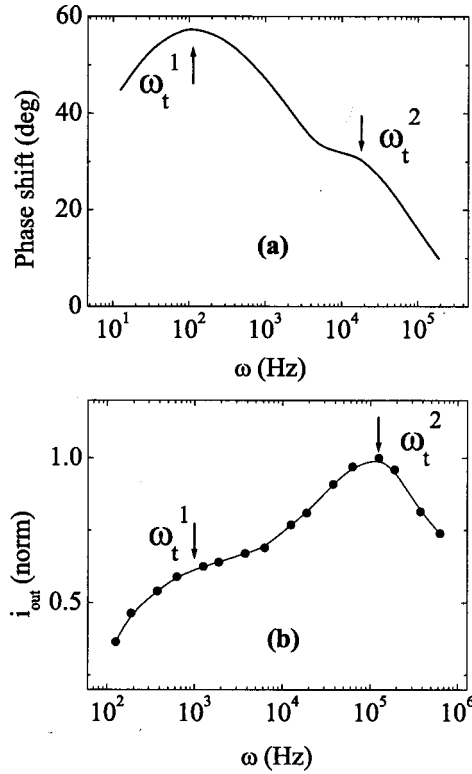 60
40
20
0
Phase shift (deg)
ω_t^1
ω_t^2
(a)
10^1 10^2 10^3 10^4 10^5
ω (Hz)
1.0
0.5
i_out (norm)
ω_t^1
ω_t^2
(b)
10^2 10^3 10^4 10^5 10^6
ω (Hz)